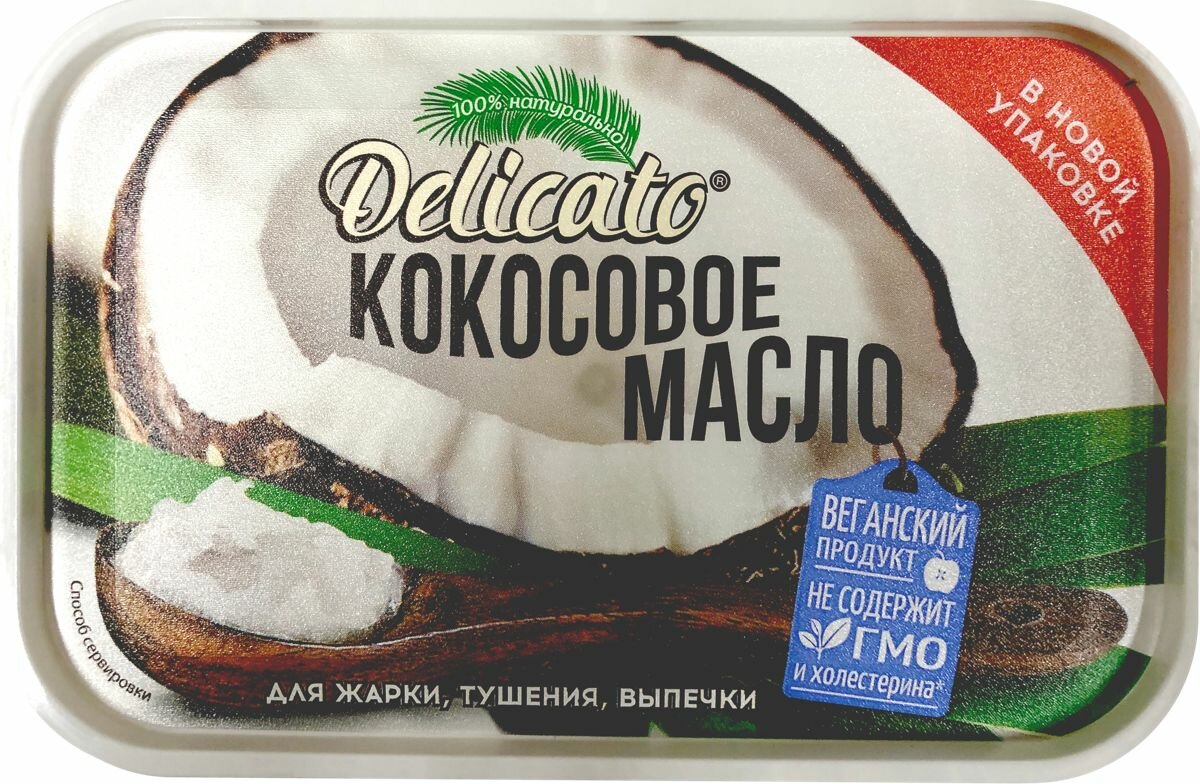 100% натурально
Delicato®
КОКОСОВОЕ
МАСЛО
В НОВОЙ
УПАКОВКЕ
ВЕГАНСКИЙ
ПРОДУКТ
НЕ СОДЕРЖИТ
ГМО
и холестерина*
Способ сервировки
ДЛЯ ЖАРКИ, ТУШЕНИЯ, ВЫПЕЧКИ